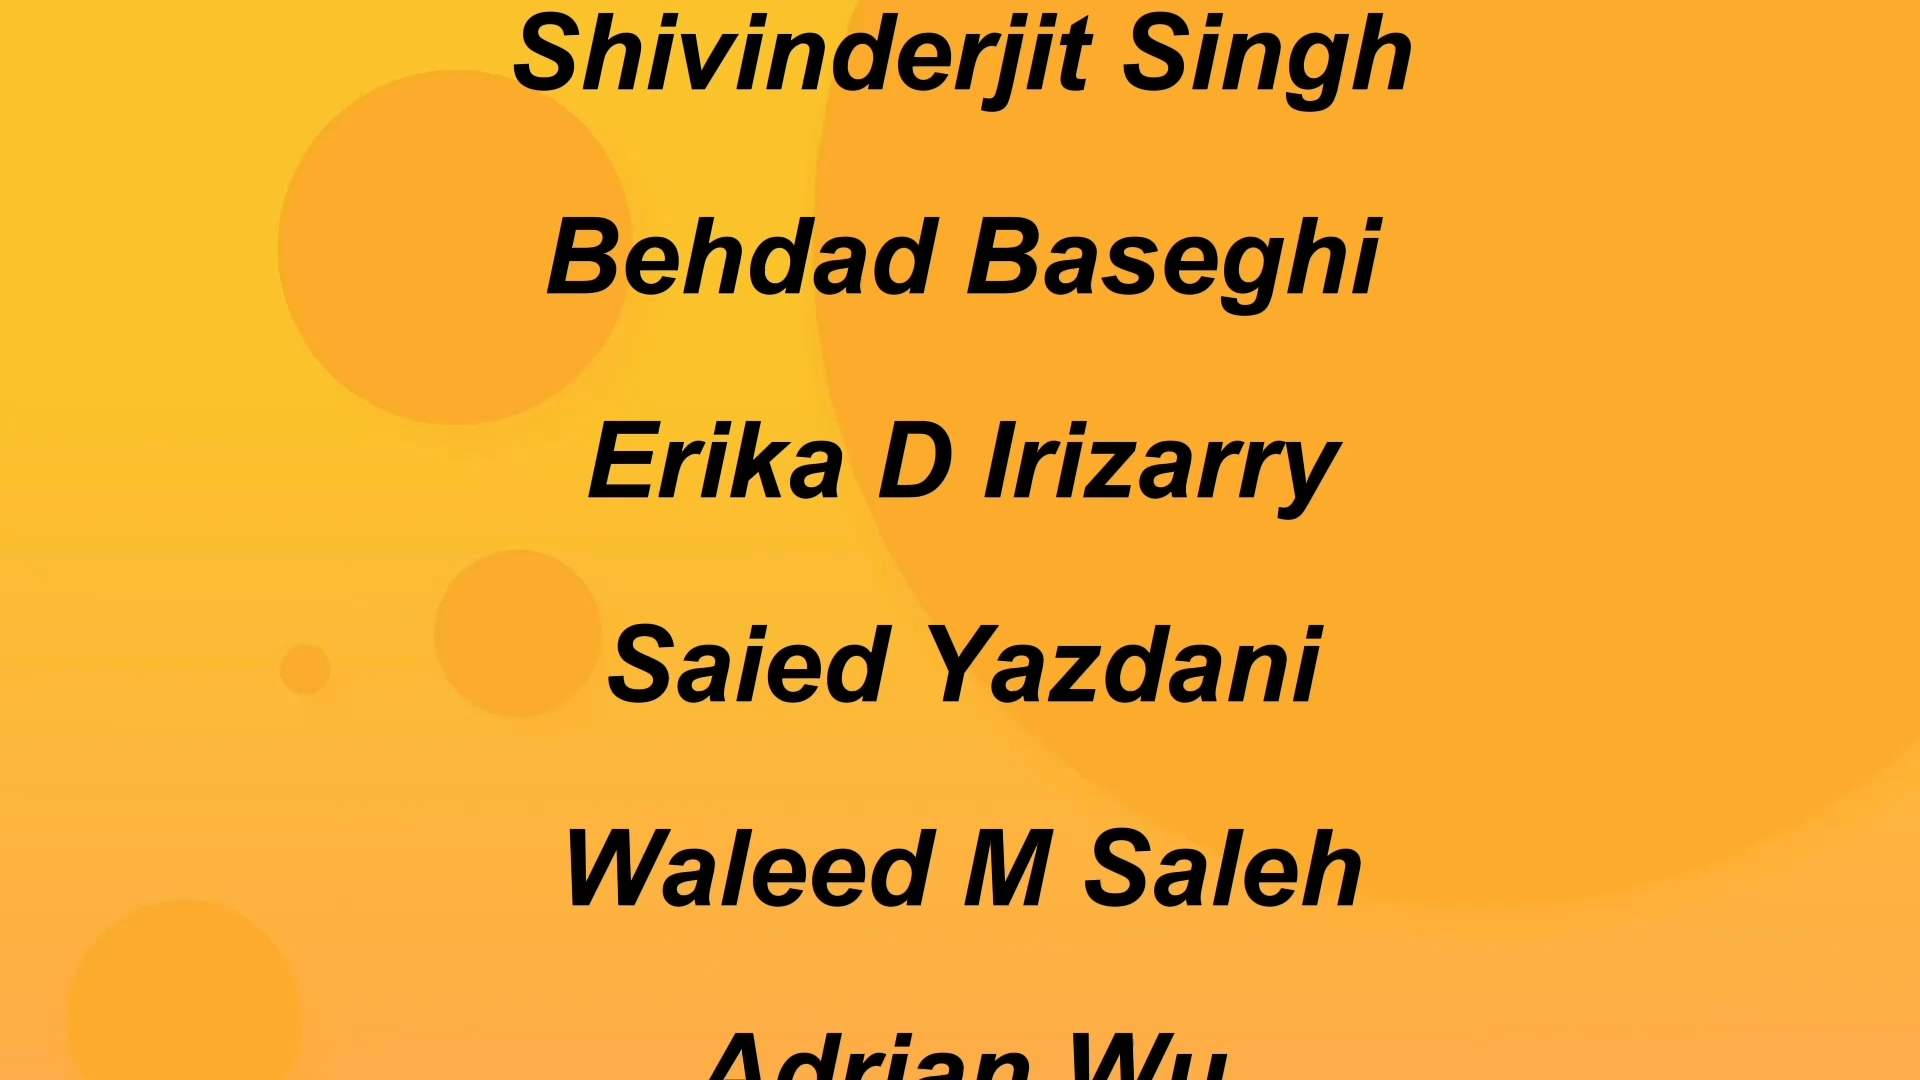 Shivinderjit Singh
Behdad Baseghi
Erika D Irizarry
Saied Yazdani
Waleed M Saleh
Adrian Wu